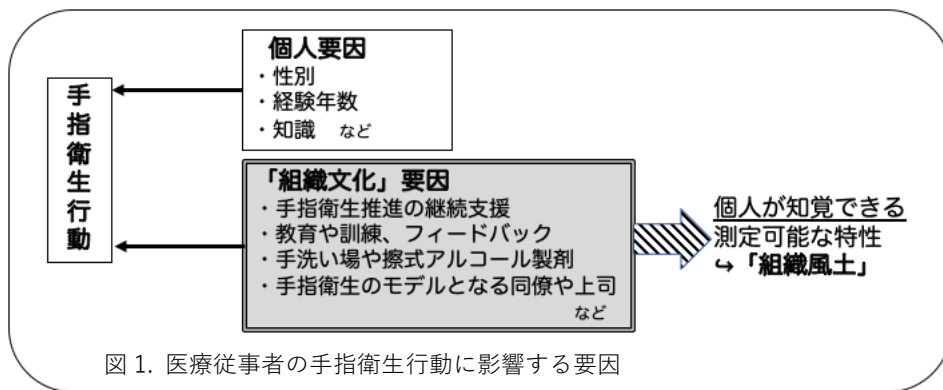 手指衛生行動
個人要因
・性別
・経験年数
・知識 など
「組織文化」要因
・手指衛生推進の継続支援
・教育や訓練、フィードバック
・手洗い場や擦式アルコール製剤
・手指衛生のモデルとなる同僚や上司
など
個人が知覚できる
測定可能な特性
↪「組織風土」
図 1. 医療従事者の手指衛生行動に影響する要因